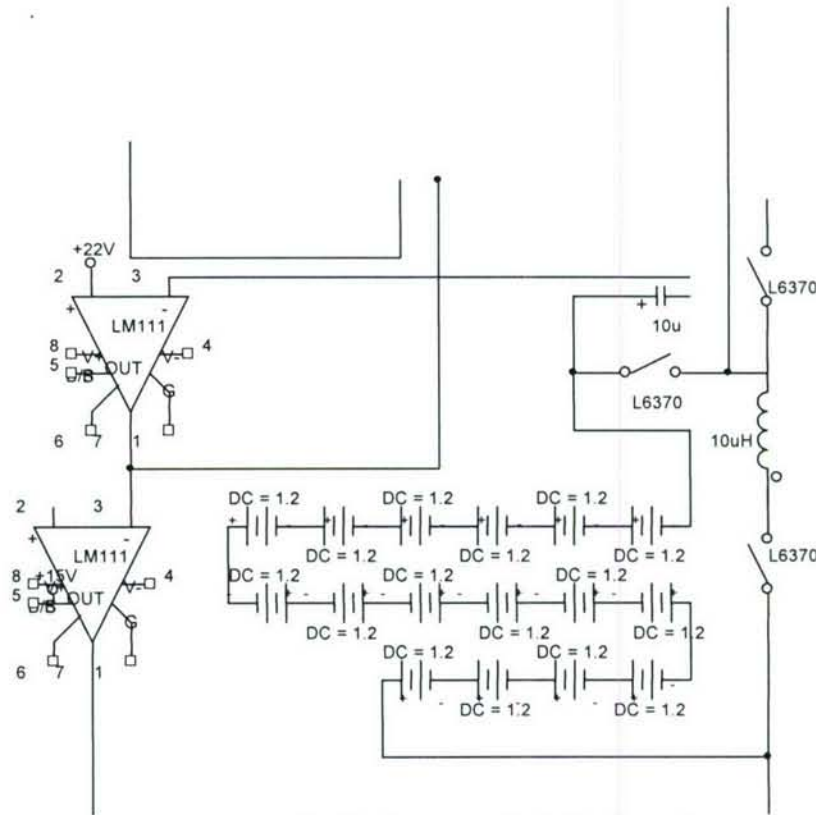 +22V
2 3
+ -
LM111
L6370
+
10u
8 V+ V- 4
5 OUT
G
L6370
6 7 1
10uH
DC = 1.2 DC = 1.2 DC = 1.2
2 3
+ -
LM111
DC = 1.2 DC = 1.2 DC = 1.2
L6370
8 +15V V- 4
5 OUT
DC = 1.2 DC = 1.2 DC = 1.2
G
DC = 1.2 DC = 1.2 DC = 1.2
DC = 1.2 DC = 1.2
6 7 1
DC = 1.2 DC = 1.2